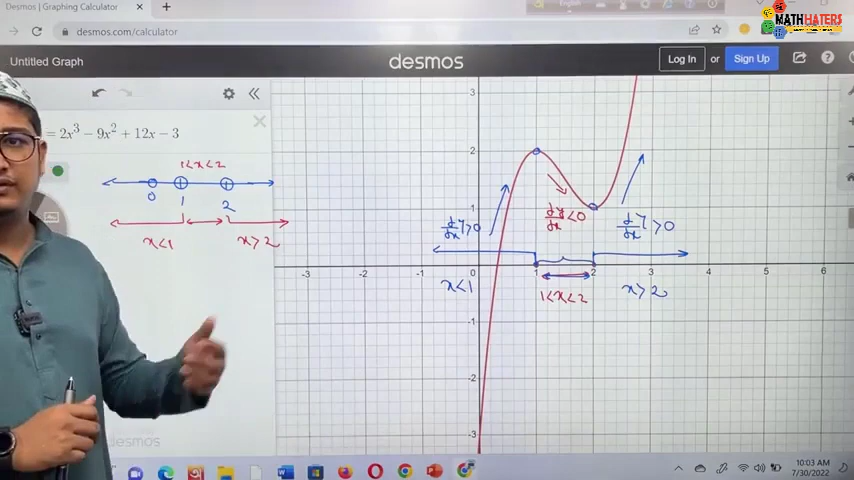 Desmos | Graphing Calculator
desmos.com/calculator
MATHHATERS
Untitled Graph
desmos
Log In or Sign Up
= 2x³ − 9x² + 12x − 3
1<x<2
0 1 2
x<1 x>2
3
2
1
dy/dx >0
dy/dx <0
dy/dx >0
-3 -2 -1 0 1 2 3 4 5 6
x<1
1<x<2
x>2
-1
-2
-3
desmos
10:03 AM
7/30/2022